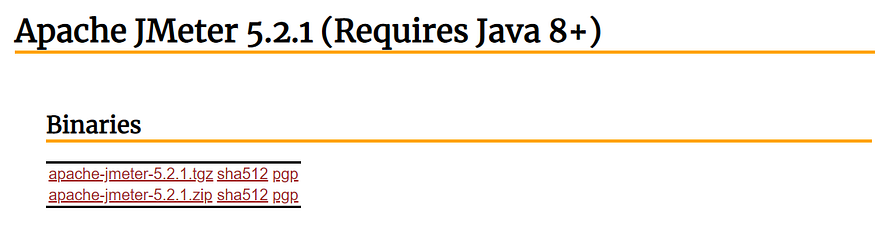 Apache JMeter 5.2.1 (Requires Java 8+)
Binaries
apache-jmeter-5.2.1.tgz sha512 pgp
apache-jmeter-5.2.1.zip sha512 pgp